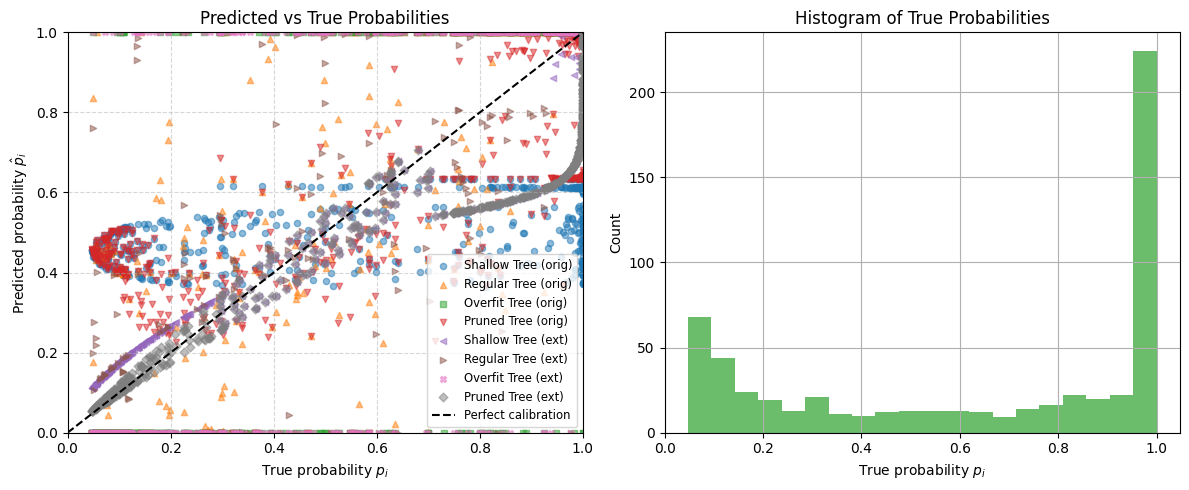 Predicted vs True Probabilities
1.0
0.8
0.6
0.4
0.2
0.0
Predicted probability p̂ᵢ
0.0 0.2 0.4 0.6 0.8 1.0
True probability pᵢ
Shallow Tree (orig)
Regular Tree (orig)
Overfit Tree (orig)
Pruned Tree (orig)
Shallow Tree (ext)
Regular Tree (ext)
Overfit Tree (ext)
Pruned Tree (ext)
Perfect calibration
Histogram of True Probabilities
200
150
100
50
0
Count
0.0 0.2 0.4 0.6 0.8 1.0
True probability pᵢ